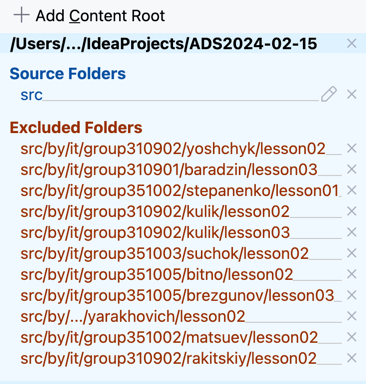 + Add Content Root
/Users/.../IdeaProjects/ADS2024-02-15
Source Folders
src
Excluded Folders
src/by/it/group310902/yoshchyk/lesson02
src/by/it/group310901/baradzin/lesson03
src/by/it/group351002/stepanenko/lesson01
src/by/it/group310902/kulik/lesson02
src/by/it/group310902/kulik/lesson03
src/by/it/group351003/suchok/lesson02
src/by/it/group351005/bitno/lesson02
src/by/it/group351005/brezgunov/lesson03
src/by/.../yarakhovich/lesson02
src/by/it/group351002/matsuev/lesson02
src/by/it/group310902/rakitskiy/lesson02